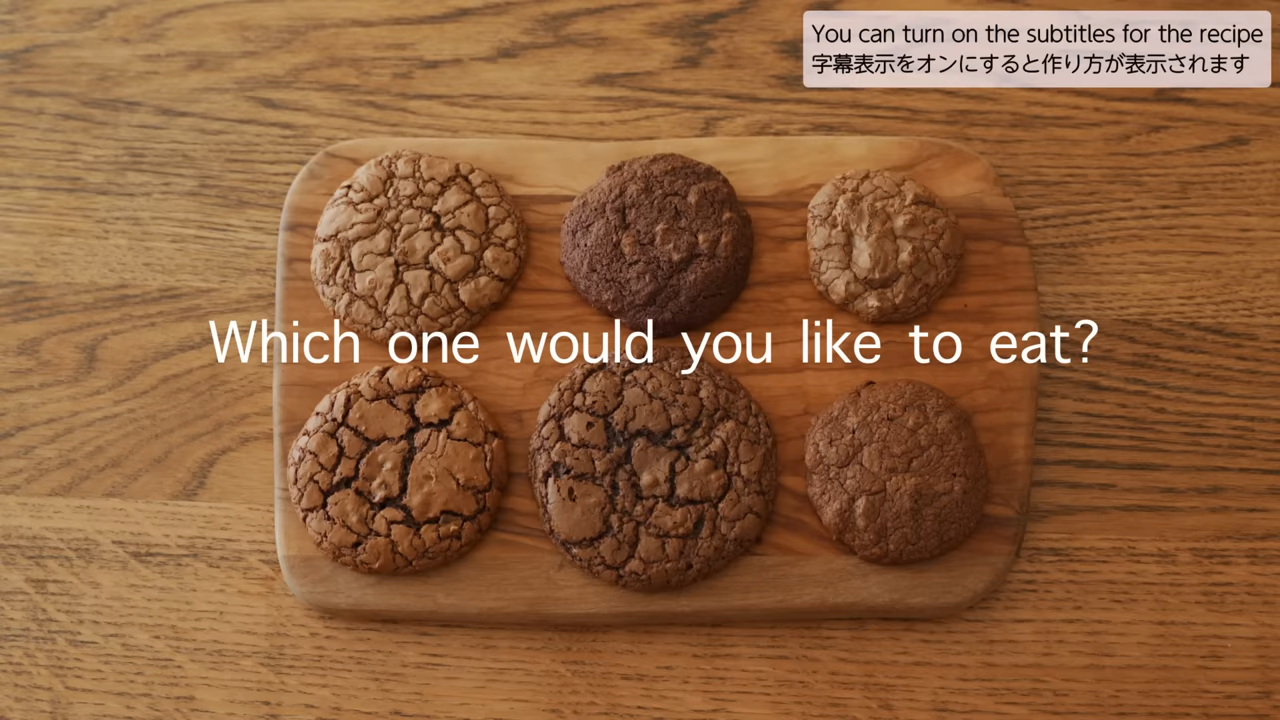 You can turn on the subtitles for the recipe
字幕表示をオンにすると作り方が表示されます
Which one would you like to eat?